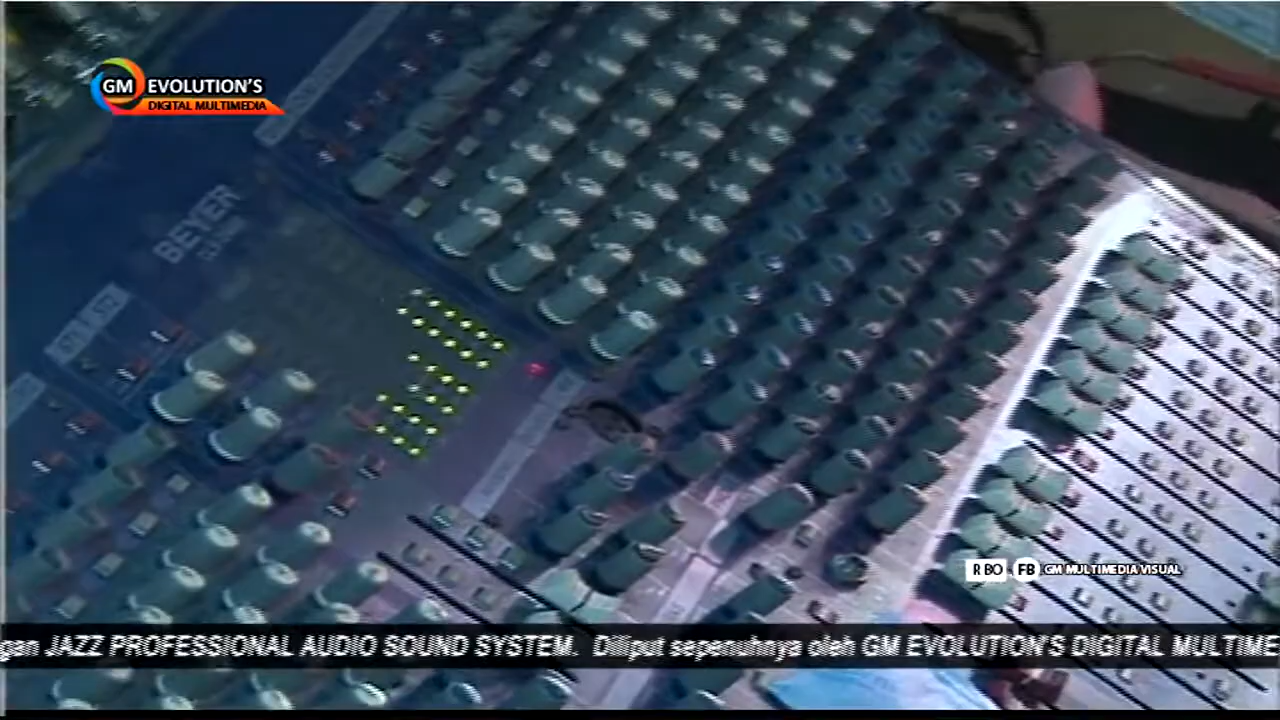 GM EVOLUTION'S
DIGITAL MULTIMEDIA
BEYER
R BO FB GM MULTIMEDIA VISUAL
gan JAZZ PROFESSIONAL AUDIO SOUND SYSTEM. Diliput sepenuhnya oleh GM EVOLUTION'S DIGITAL MULTIME